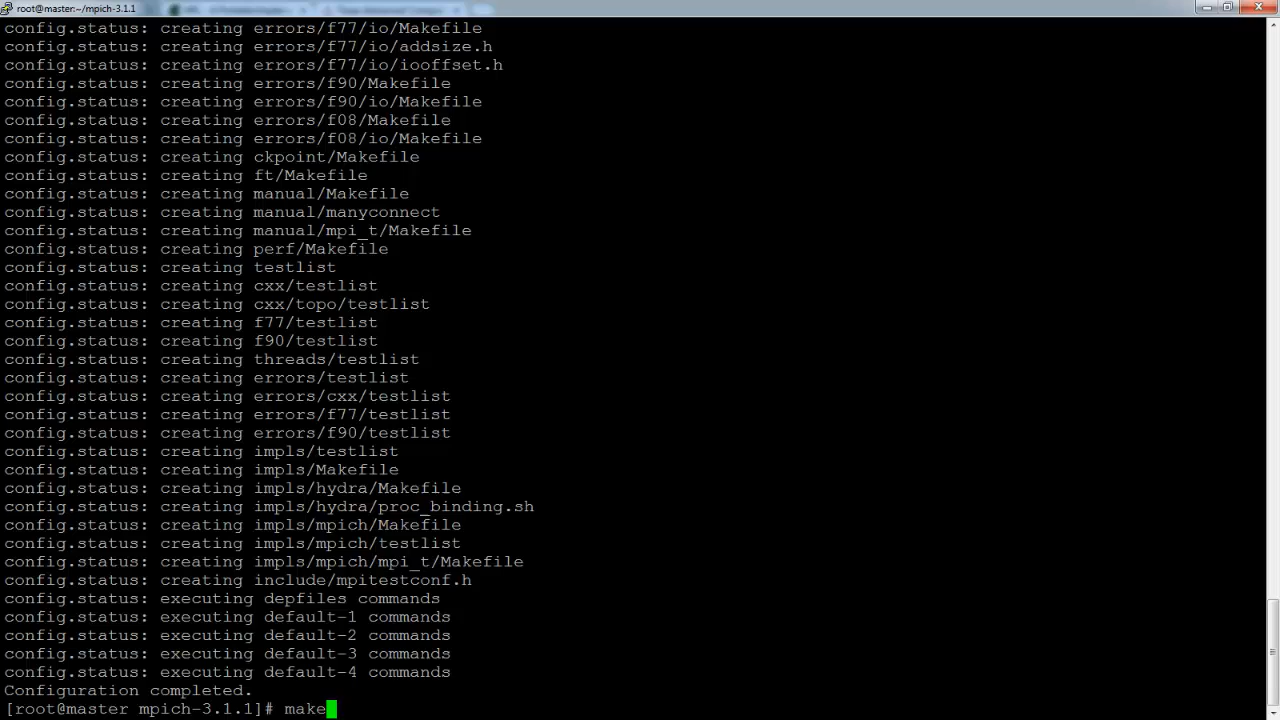 root@master:~/mpich-3.1.1
config.status: creating errors/f77/io/Makefile
config.status: creating errors/f77/io/addsize.h
config.status: creating errors/f77/io/iooffset.h
config.status: creating errors/f90/Makefile
config.status: creating errors/f90/io/Makefile
config.status: creating errors/f08/Makefile
config.status: creating errors/f08/io/Makefile
config.status: creating ckpoint/Makefile
config.status: creating ft/Makefile
config.status: creating manual/Makefile
config.status: creating manual/manyconnect
config.status: creating manual/mpi_t/Makefile
config.status: creating perf/Makefile
config.status: creating testlist
config.status: creating cxx/testlist
config.status: creating cxx/topo/testlist
config.status: creating f77/testlist
config.status: creating f90/testlist
config.status: creating threads/testlist
config.status: creating errors/testlist
config.status: creating errors/cxx/testlist
config.status: creating errors/f77/testlist
config.status: creating errors/f90/testlist
config.status: creating impls/testlist
config.status: creating impls/Makefile
config.status: creating impls/hydra/Makefile
config.status: creating impls/hydra/proc_binding.sh
config.status: creating impls/mpich/Makefile
config.status: creating impls/mpich/testlist
config.status: creating impls/mpich/mpi_t/Makefile
config.status: creating include/mpitestconf.h
config.status: executing depfiles commands
config.status: executing default-1 commands
config.status: executing default-2 commands
config.status: executing default-3 commands
config.status: executing default-4 commands
Configuration completed.
[root@master mpich-3.1.1]# make